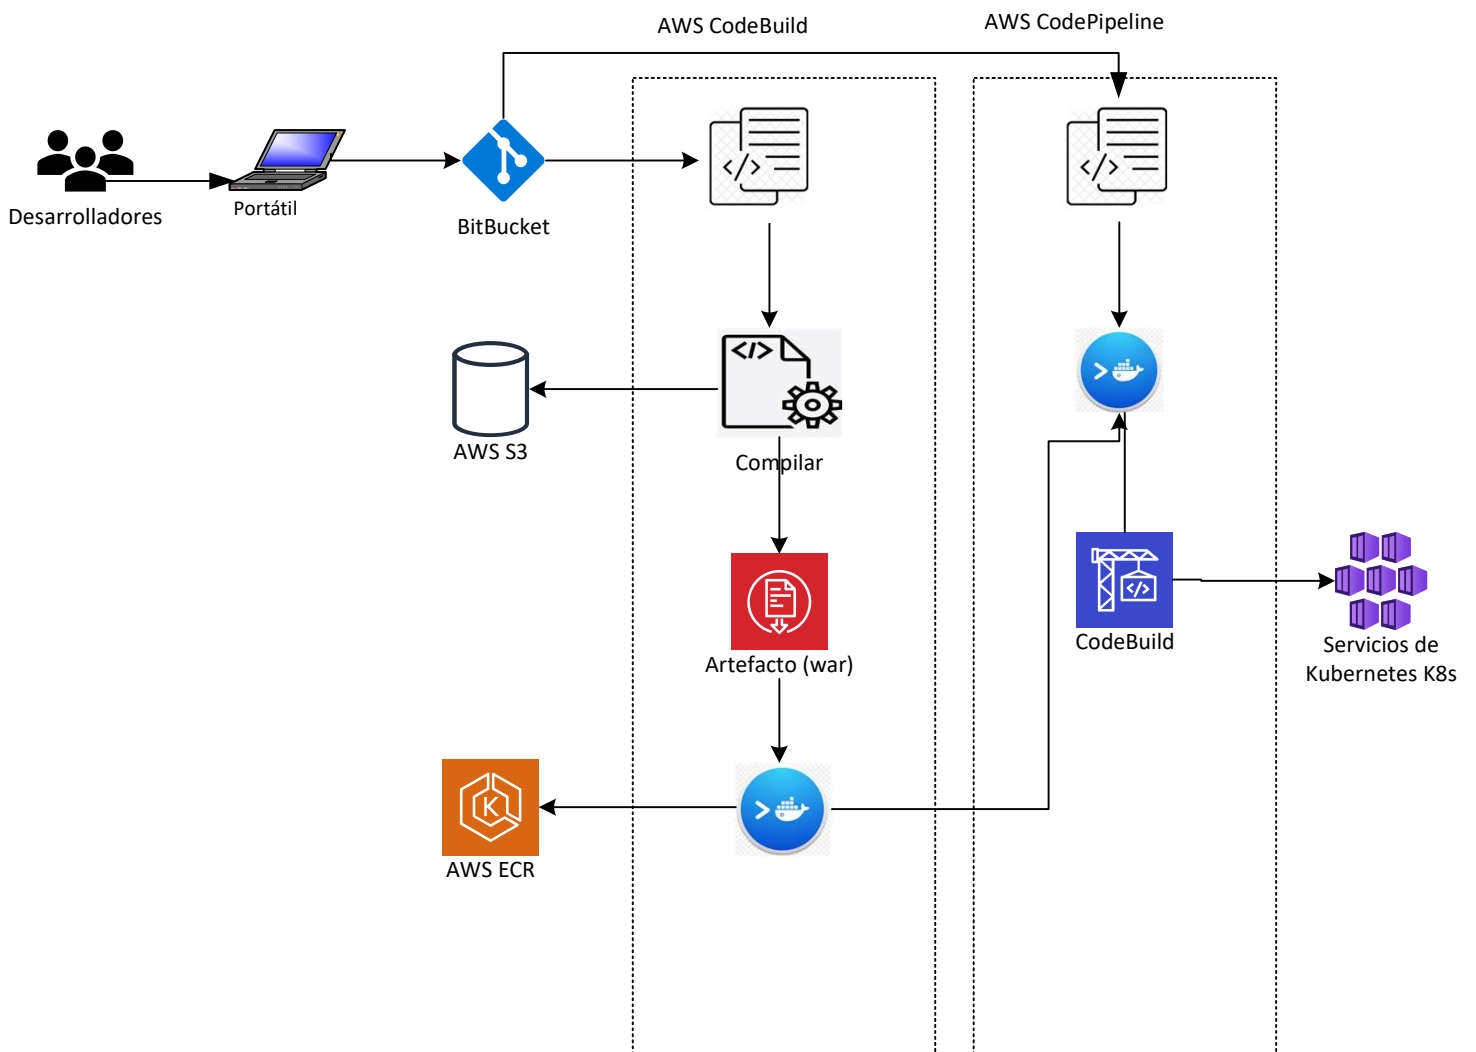 AWS CodeBuild
AWS CodePipeline
Desarrolladores
Portátil
BitBucket
AWS S3
Compilar
Artefacto (war)
CodeBuild
Servicios de
Kubernetes K8s
AWS ECR